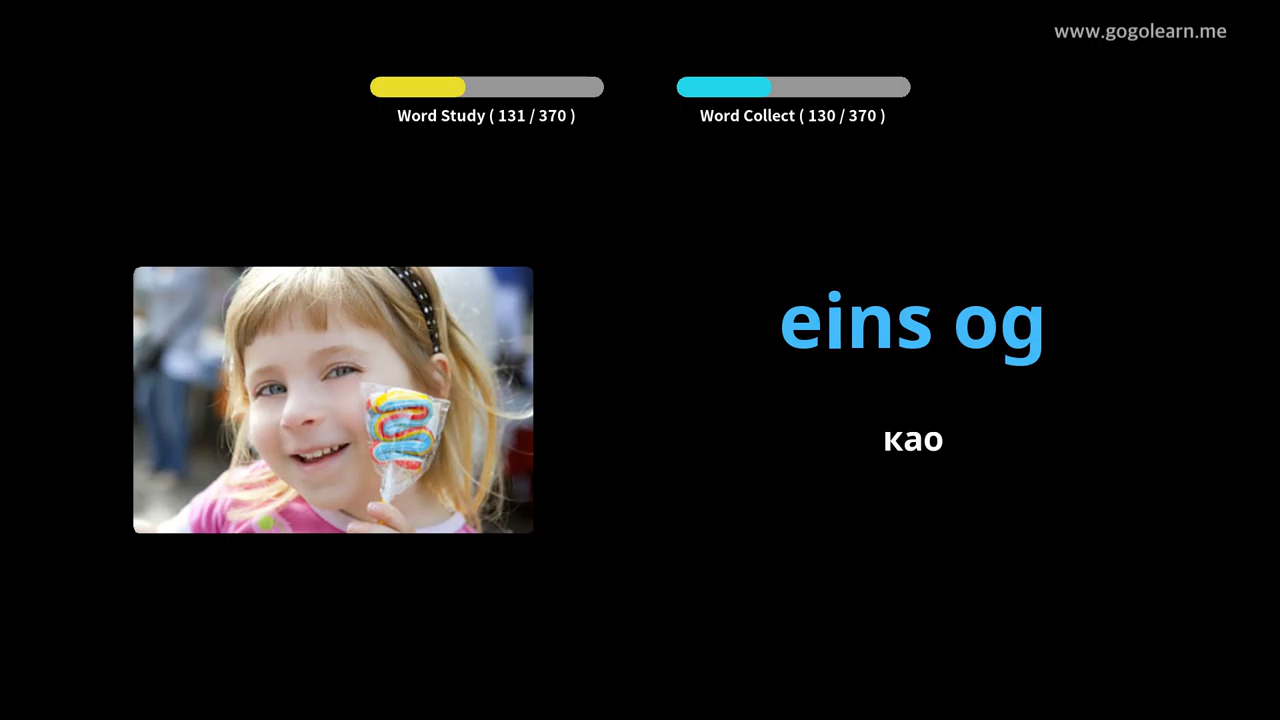 www.gogolearn.me
Word Study ( 131 / 370 )
Word Collect ( 130 / 370 )
eins og
као